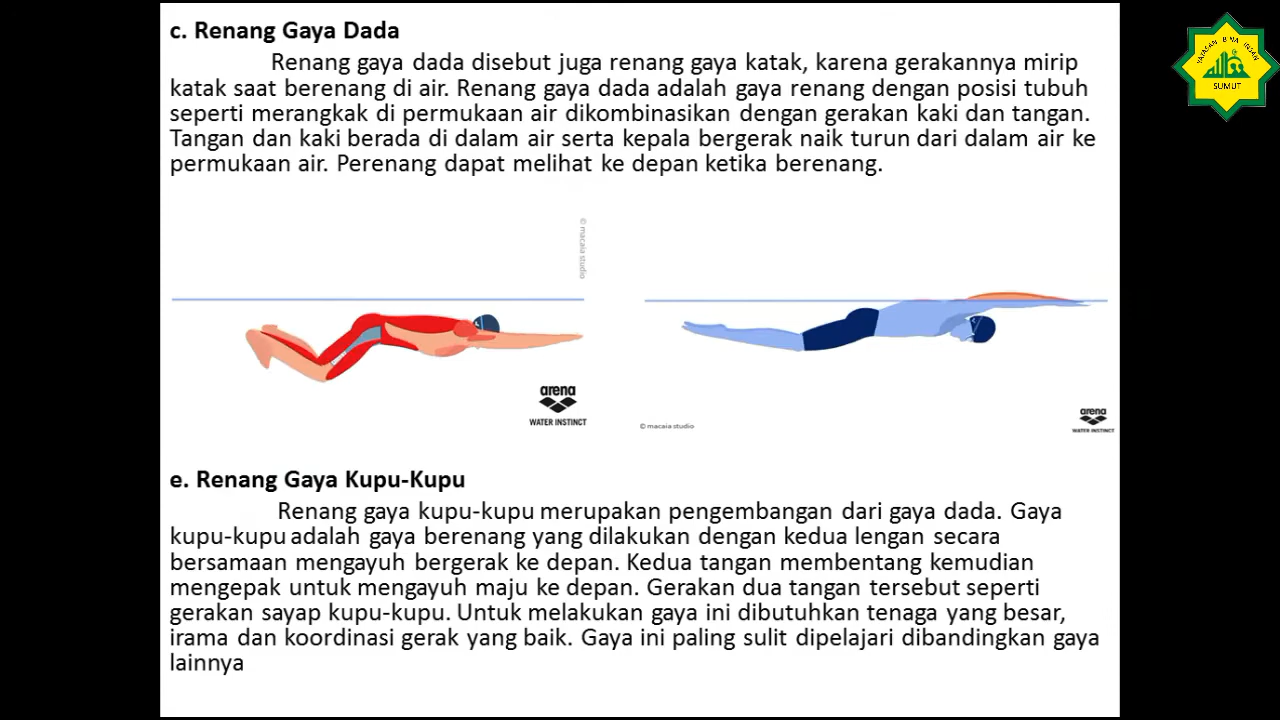 c. Renang Gaya Dada
Renang gaya dada disebut juga renang gaya katak, karena gerakannya mirip
katak saat berenang di air. Renang gaya dada adalah gaya renang dengan posisi tubuh
seperti merangkak di permukaan air dikombinasikan dengan gerakan kaki dan tangan.
Tangan dan kaki berada di dalam air serta kepala bergerak naik turun dari dalam air ke
permukaan air. Perenang dapat melihat ke depan ketika berenang.
© macaia studio
arena
WATER INSTINCT
© macaia studio
arena
WATER INSTINCT
e. Renang Gaya Kupu-Kupu
Renang gaya kupu-kupu merupakan pengembangan dari gaya dada. Gaya
kupu-kupu adalah gaya berenang yang dilakukan dengan kedua lengan secara
bersamaan mengayuh bergerak ke depan. Kedua tangan membentang kemudian
mengepak untuk mengayuh maju ke depan. Gerakan dua tangan tersebut seperti
gerakan sayap kupu-kupu. Untuk melakukan gaya ini dibutuhkan tenaga yang besar,
irama dan koordinasi gerak yang baik. Gaya ini paling sulit dipelajari dibandingkan gaya
lainnya
YAYASAN BINA INSAN
SUMUT